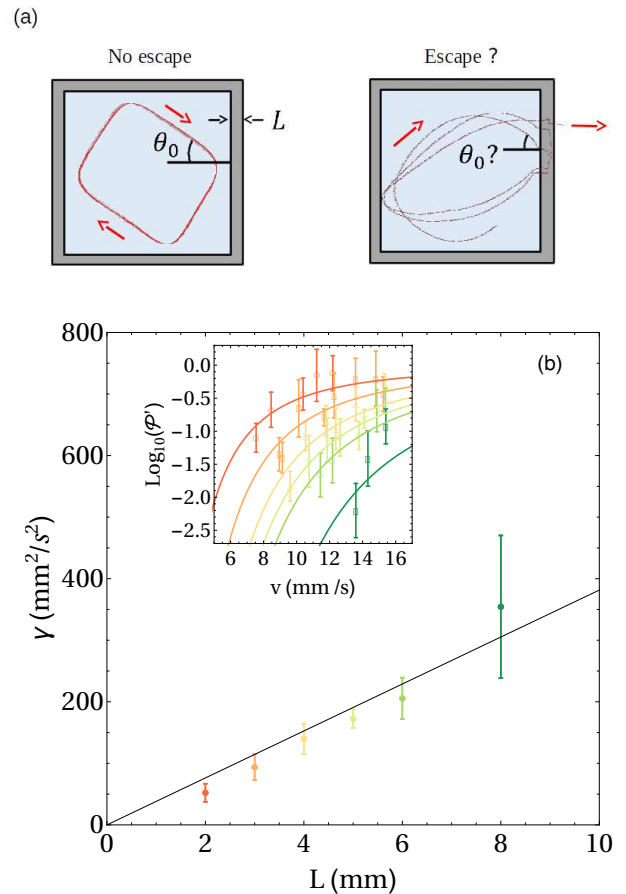 (a)
No escape
Escape ?
L
θ₀
θ₀?
(b)
800
600
400
200
0
γ (mm²/s²)
0 2 4 6 8 10
L (mm)
0.0
-0.5
-1.0
-1.5
-2.0
-2.5
Log₁₀(𝒫')
6 8 10 12 14 16
v (mm /s)